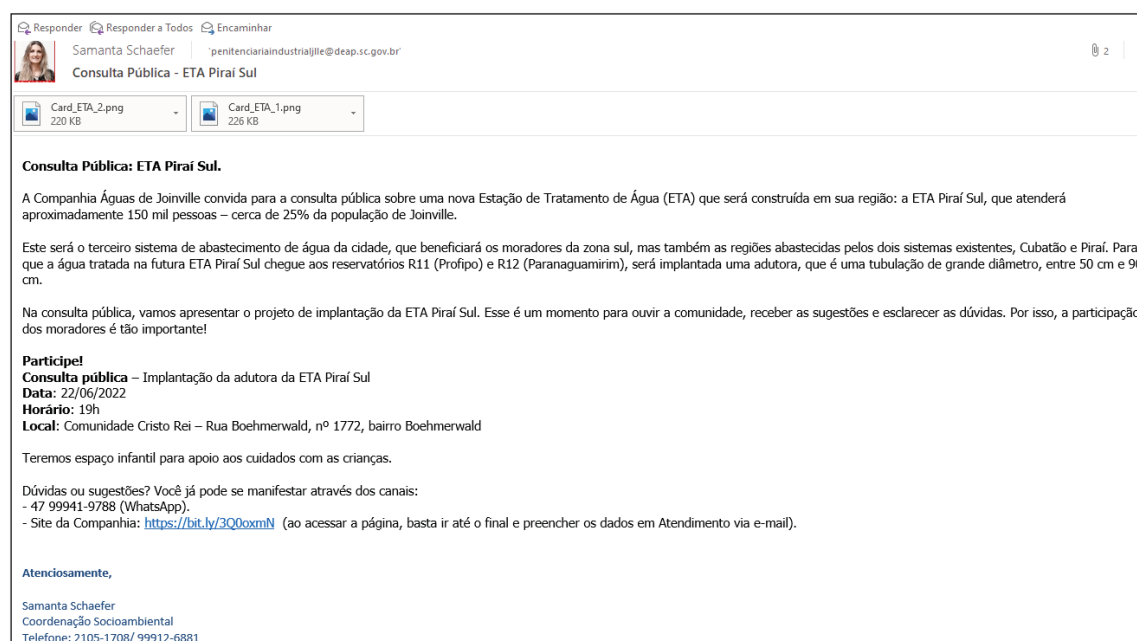 Responder Responder a Todos Encaminhar
Samanta Schaefer 'penitenciariaindustrialjlle@deap.sc.gov.br'
2
Consulta Pública - ETA Piraí Sul
Card_ETA_2.png
220 KB
Card_ETA_1.png
226 KB
Consulta Pública: ETA Piraí Sul.
A Companhia Águas de Joinville convida para a consulta pública sobre uma nova Estação de Tratamento de Água (ETA) que será construída em sua região: a ETA Piraí Sul, que atenderá
aproximadamente 150 mil pessoas – cerca de 25% da população de Joinville.
Este será o terceiro sistema de abastecimento de água da cidade, que beneficiará os moradores da zona sul, mas também as regiões abastecidas pelos dois sistemas existentes, Cubatão e Piraí. Para
que a água tratada na futura ETA Piraí Sul chegue aos reservatórios R11 (Profipo) e R12 (Paranaguamirim), será implantada uma adutora, que é uma tubulação de grande diâmetro, entre 50 cm e
cm.
Na consulta pública, vamos apresentar o projeto de implantação da ETA Piraí Sul. Esse é um momento para ouvir a comunidade, receber as sugestões e esclarecer as dúvidas. Por isso, a participação
dos moradores é tão importante!
Participe!
Consulta pública – Implantação da adutora da ETA Piraí Sul
Data: 22/06/2022
Horário: 19h
Local: Comunidade Cristo Rei – Rua Boehmerwald, nº 1772, bairro Boehmerwald
Teremos espaço infantil para apoio aos cuidados com as crianças.
Dúvidas ou sugestões? Você já pode se manifestar através dos canais:
- 47 99941-9788 (WhatsApp).
- Site da Companhia: https://bit.ly/3Q0oxmN (ao acessar a página, basta ir até o final e preencher os dados em Atendimento via e-mail).
Atenciosamente,
Samanta Schaefer
Coordenação Socioambiental
Telefone: 2105-1708/ 99912-6881